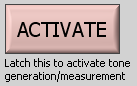 ACTIVATE
Latch this to activate tone
generation/measurement